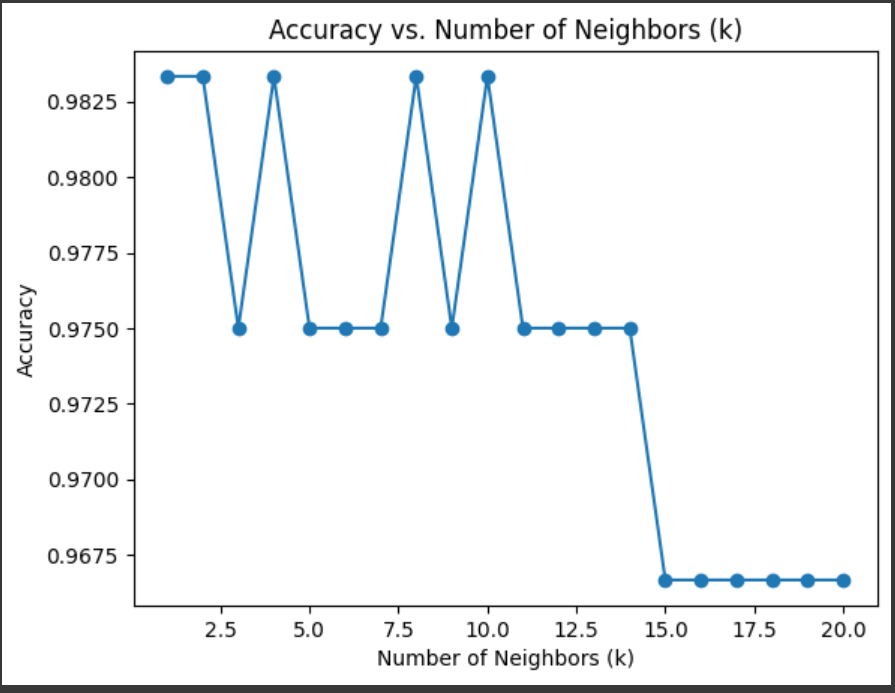 Accuracy vs. Number of Neighbors (k)
0.9825
0.9800
0.9775
0.9750
0.9725
0.9700
0.9675
Accuracy
2.5 5.0 7.5 10.0 12.5 15.0 17.5 20.0
Number of Neighbors (k)